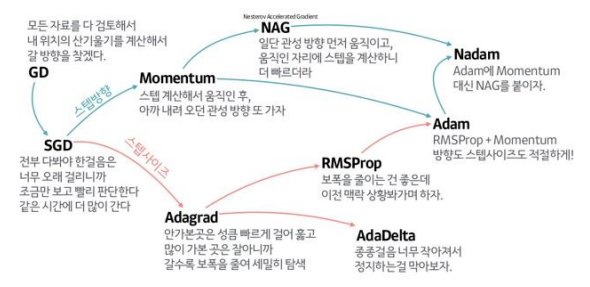 모든 자료를 다 검토해서
내 위치의 산기울기를 계산해서
갈 방향을 찾겠다.
GD
스텝방향
Momentum
스텝 계산해서 움직인 후,
아까 내려 오던 관성 방향 또 가자
Nesterov Accelerated Gradient
NAG
일단 관성 방향 먼저 움직이고,
움직인 자리에 스텝을 계산하니
더 빠르더라
Nadam
Adam에 Momentum
대신 NAG를 붙이자.
Adam
RMSProp + Momentum
방향도 스텝사이즈도 적절하게!
SGD
전부 다봐야 한걸음은
너무 오래 걸리니까
조금만 보고 빨리 판단한다
같은 시간에 더 많이 간다
스텝사이즈
RMSProp
보폭을 줄이는 건 좋은데
이전 맥락 상황봐가며 하자.
Adagrad
안가본곳은 성큼 빠르게 걸어 훑고
많이 가본 곳은 잘아니까
갈수록 보폭을 줄여 세밀히 탐색
AdaDelta
종종걸음 너무 작아져서
정지하는걸 막아보자.